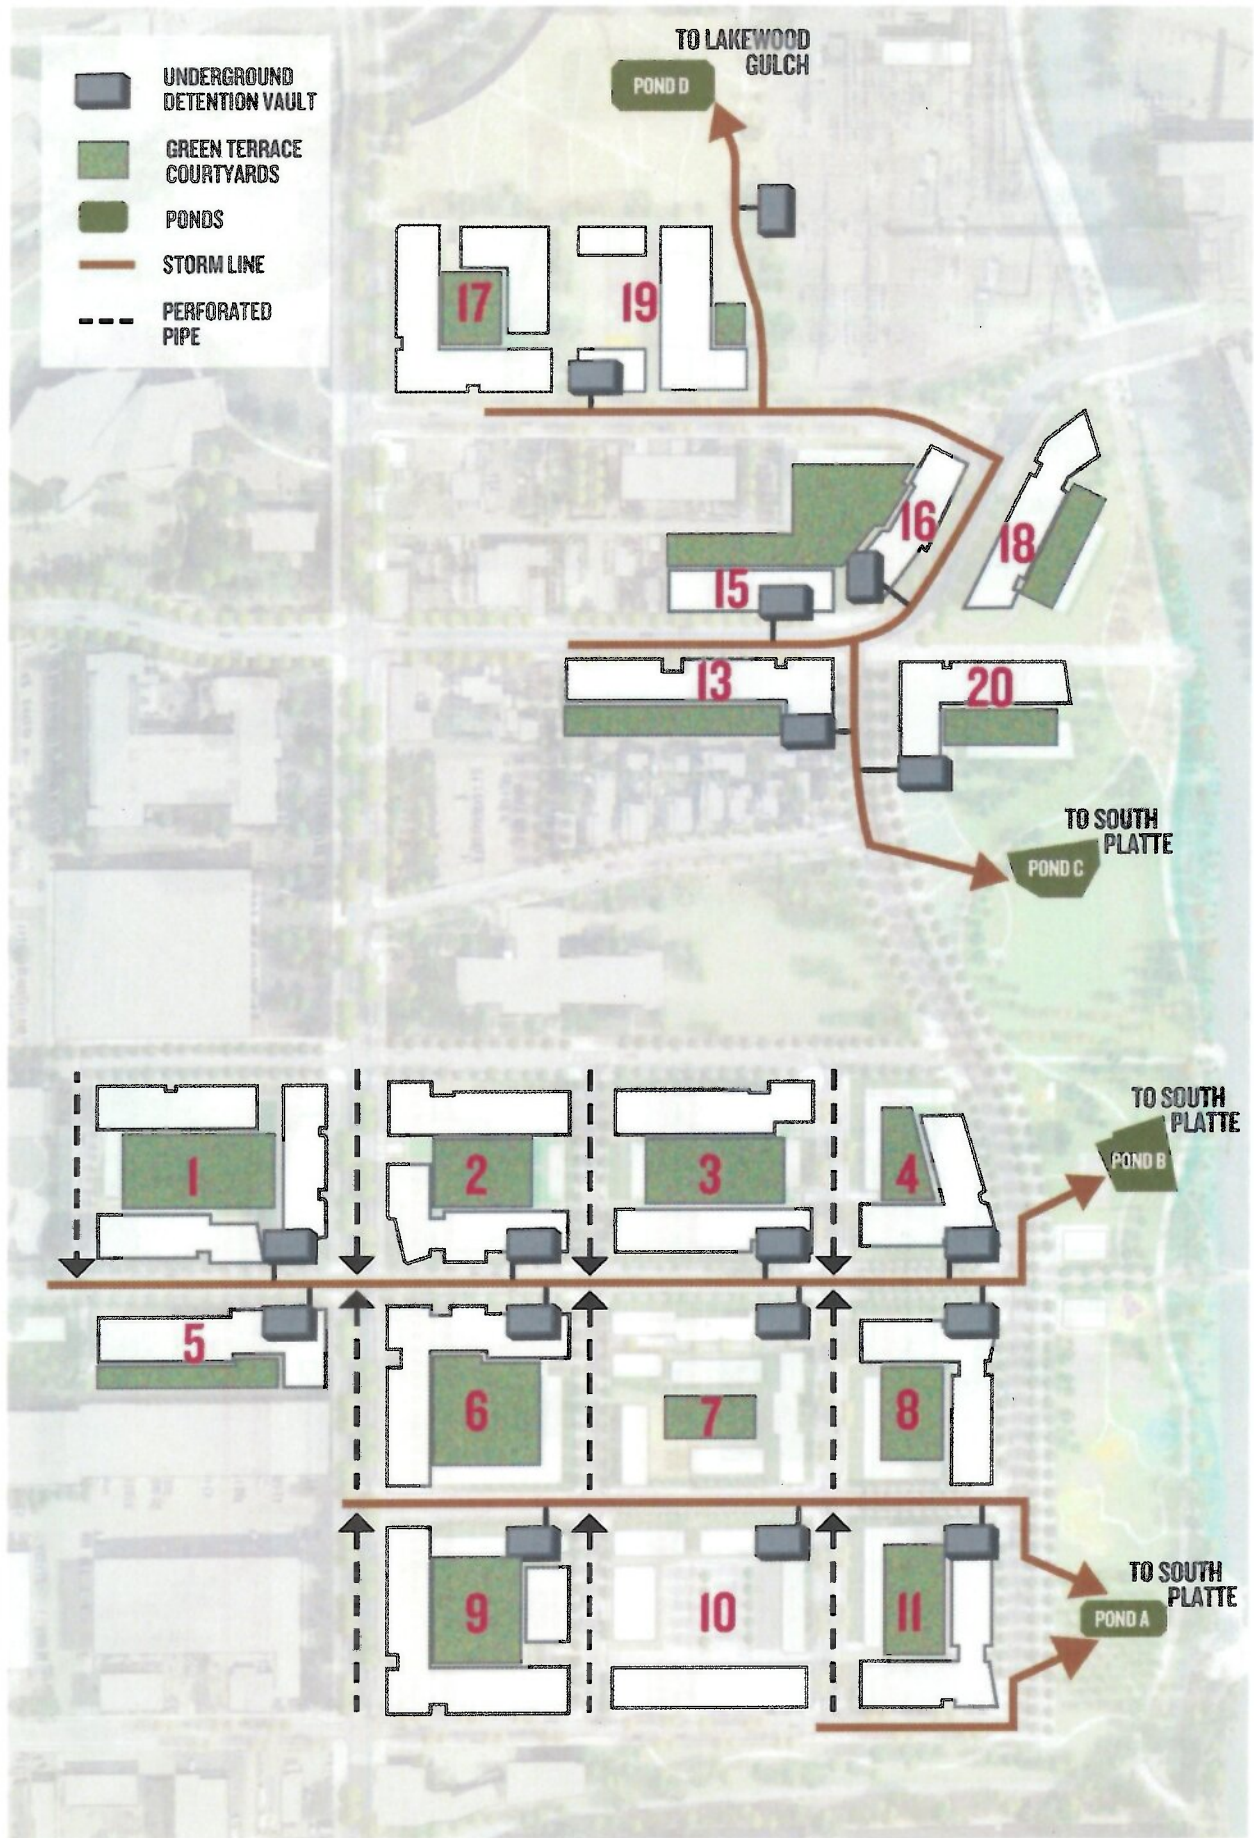 TO LAKEWOOD
GULCH
POND D
UNDERGROUND
DETENTION VAULT
GREEN TERRACE
COURTYARDS
PONDS
STORM LINE
PERFORATED
PIPE
17
19
16
18
15
13
20
TO SOUTH
PLATTE
POND C
TO SOUTH
PLATTE
POND B
1
2
3
4
5
6
7
8
TO SOUTH
PLATTE
POND A
9
10
11